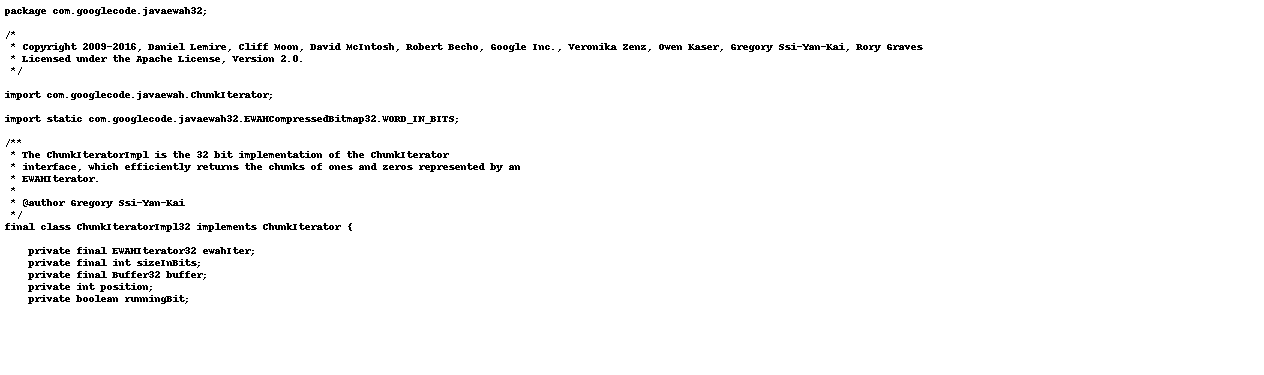 package com.googlecode.javaewah32;

/*
 * Copyright 2009-2016, Daniel Lemire, Cliff Moon, David McIntosh, Robert Becho, Google Inc., Veronika Zenz, Owen Kaser, Gregory Ssi-Yan-Kai, Rory Graves
 * Licensed under the Apache License, Version 2.0.
 */

import com.googlecode.javaewah.ChunkIterator;

import static com.googlecode.javaewah32.EWAHCompressedBitmap32.WORD_IN_BITS;

/**
 * The ChunkIteratorImpl is the 32 bit implementation of the ChunkIterator
 * interface, which efficiently returns the chunks of ones and zeros represented by an
 * EWAHIterator.
 *
 * @author Gregory Ssi-Yan-Kai
 */
final class ChunkIteratorImpl32 implements ChunkIterator {

    private final EWAHIterator32 ewahIter;
    private final int sizeInBits;
    private final Buffer32 buffer;
    private int position;
    private boolean runningBit;